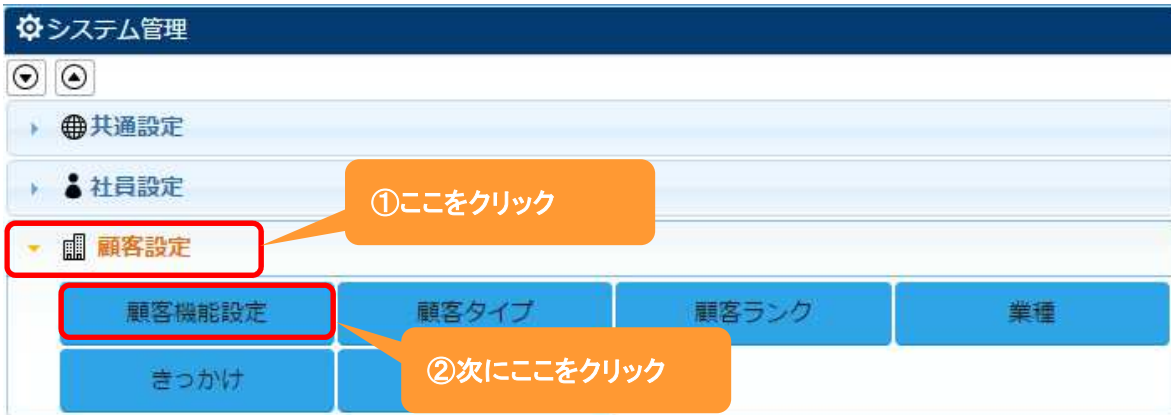 システム管理
共通設定
社員設定
①ここをクリック
顧客設定
顧客機能設定
顧客タイプ
顧客ランク
業種
きっかけ
②次にここをクリック